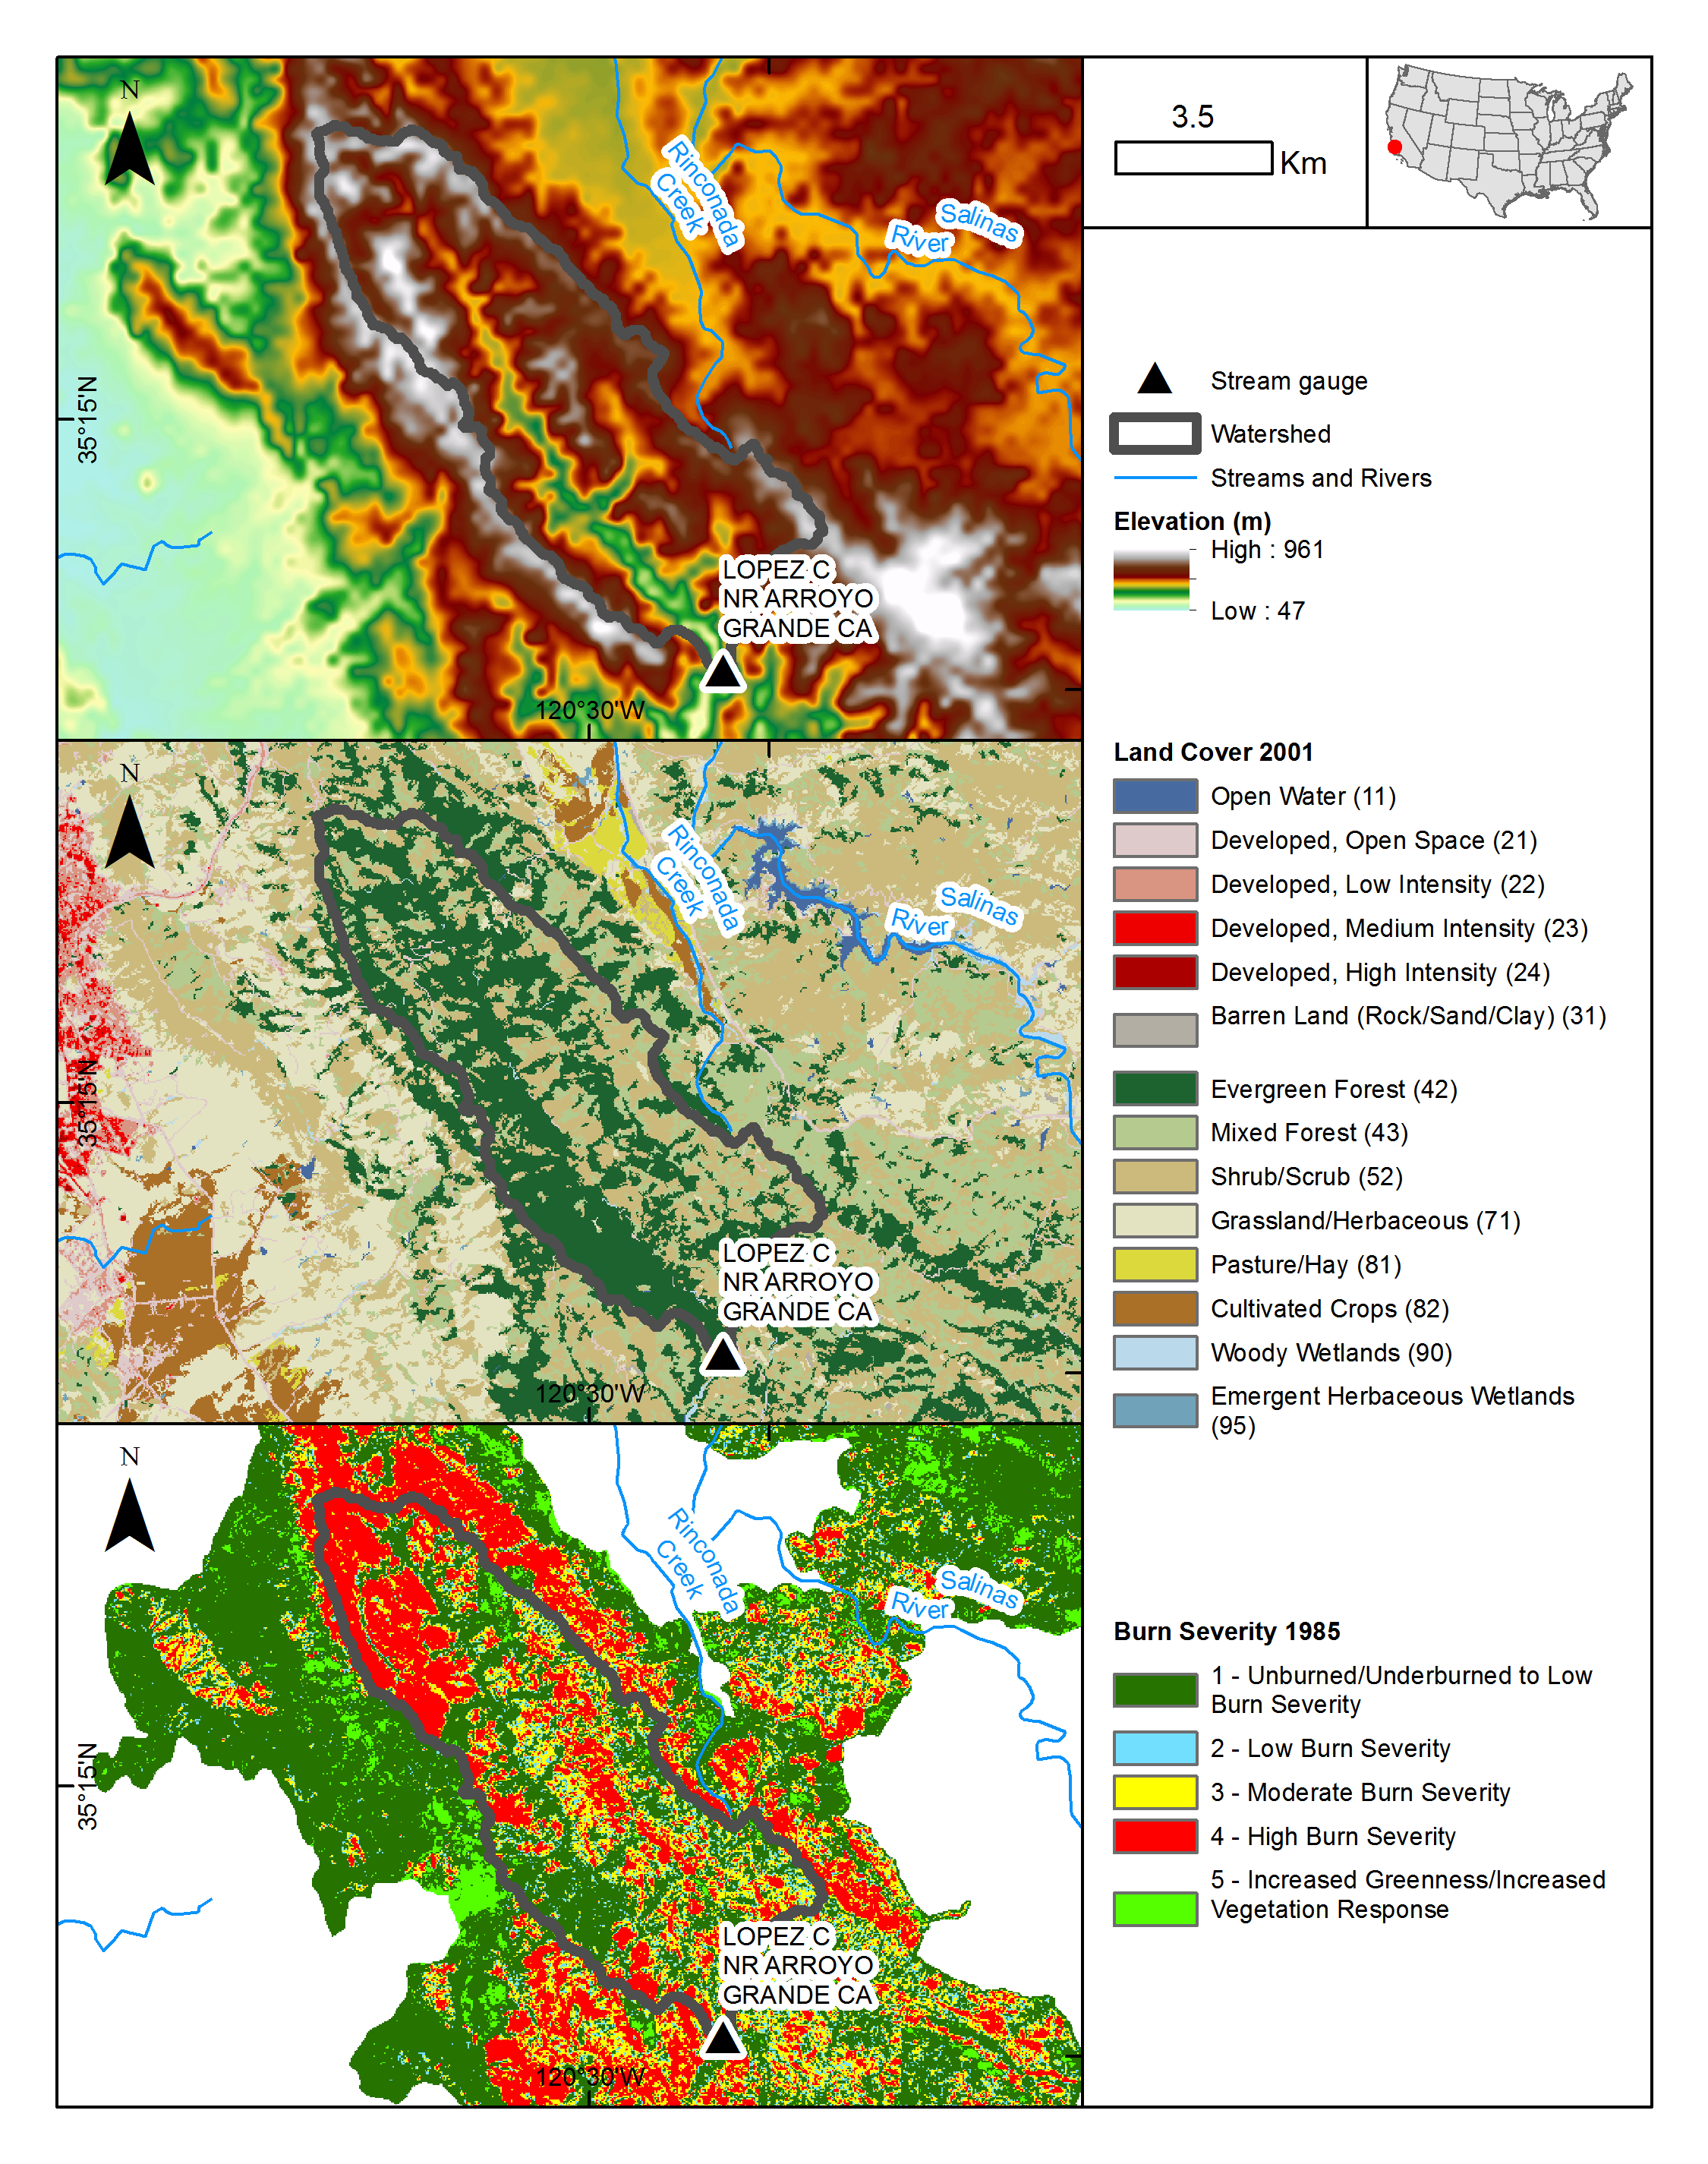 N
Rinconada
Creek
Salinas
River
35°15'N
LOPEZ C
NR ARROYO
GRANDE CA
120°30'W
N
Rinconada
Creek
Salinas
River
35°15'N
LOPEZ C
NR ARROYO
GRANDE CA
120°30'W
N
Rinconada
Creek
Salinas
River
35°15'N
LOPEZ C
NR ARROYO
GRANDE CA
120°30'W
3.5
Km
Stream gauge
Watershed
Streams and Rivers
Elevation (m)
High : 961
Low : 47
Land Cover 2001
Open Water (11)
Developed, Open Space (21)
Developed, Low Intensity (22)
Developed, Medium Intensity (23)
Developed, High Intensity (24)
Barren Land (Rock/Sand/Clay) (31)
Evergreen Forest (42)
Mixed Forest (43)
Shrub/Scrub (52)
Grassland/Herbaceous (71)
Pasture/Hay (81)
Cultivated Crops (82)
Woody Wetlands (90)
Emergent Herbaceous Wetlands
(95)
Burn Severity 1985
1 - Unburned/Underburned to Low
Burn Severity
2 - Low Burn Severity
3 - Moderate Burn Severity
4 - High Burn Severity
5 - Increased Greenness/Increased
Vegetation Response